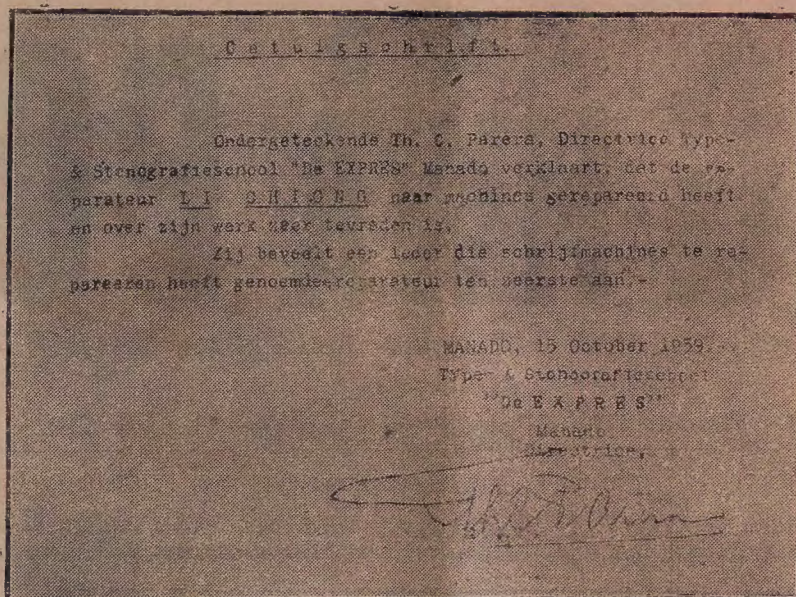 Getuigschrift.
Ondergeteekende Th. C. Parera, Directrice Type-
& Stenografieschool "De EXPRES" Manado verklaart, dat de re-
parateur LI CHIONG haar machines gerepareerd heeft
en over zijn werk zeer tevreden is.
Zij beveelt een ieder die schrijfmachines te re-
pareeren heeft genoemde reparateur ten zeerste aan.-
MANADO, 15 October 1939.-
Type- & Stenografieschool
"De EXPRES"
Manado
Directrice,